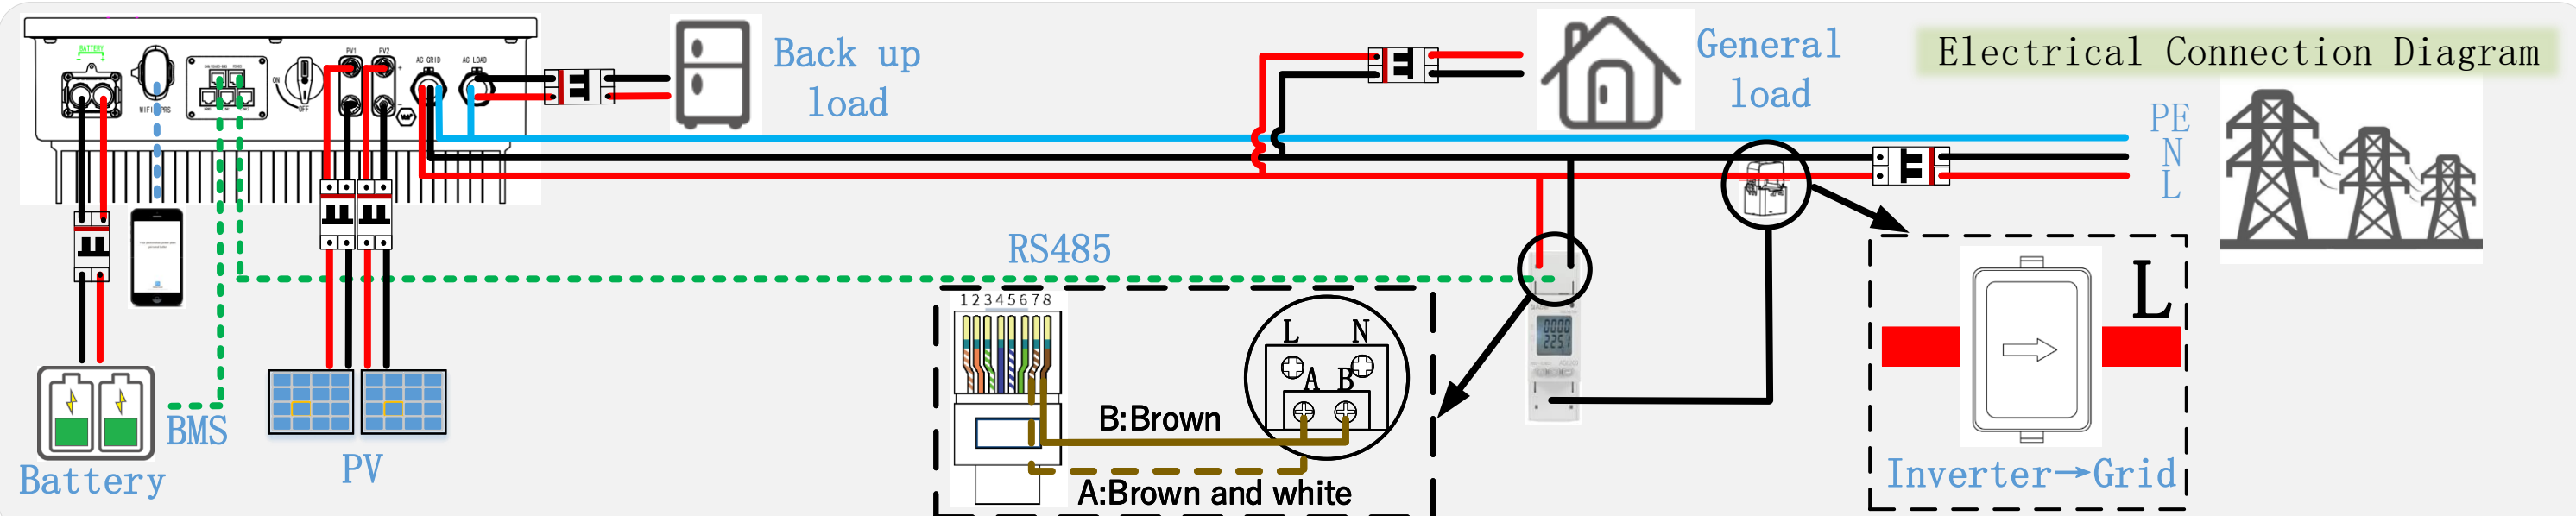 BATTERY
WIFI
ON
OFF
PV1
PV2
+
-
AC GRID
AC LOAD
Back up
load
General
load
Electrical Connection Diagram
PE
N
L
RS485
BMS
Battery
PV
12345678
L N
A B
B:Brown
A:Brown and white
L
Inverter→Grid